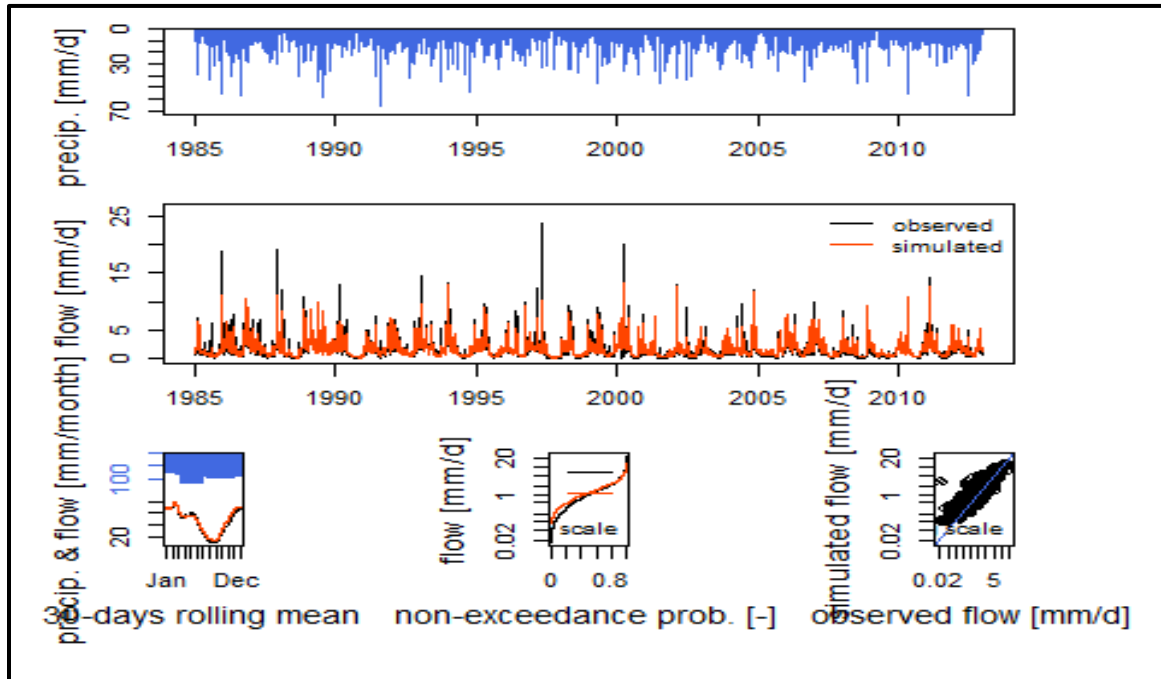 precip. [mm/d]
0
30
70
1985 1990 1995 2000 2005 2010
flow [mm/d]
25
15
5
0
observed
simulated
1985 1990 1995 2000 2005 2010
precip. & flow [mm/month]
100
20
Jan Dec
30-days rolling mean
flow [mm/d]
20
1
0.02
scale
0 0.8
non-exceedance prob. [-]
simulated flow [mm/d]
20
1
0.02
scale
0.02 5
observed flow [mm/d]